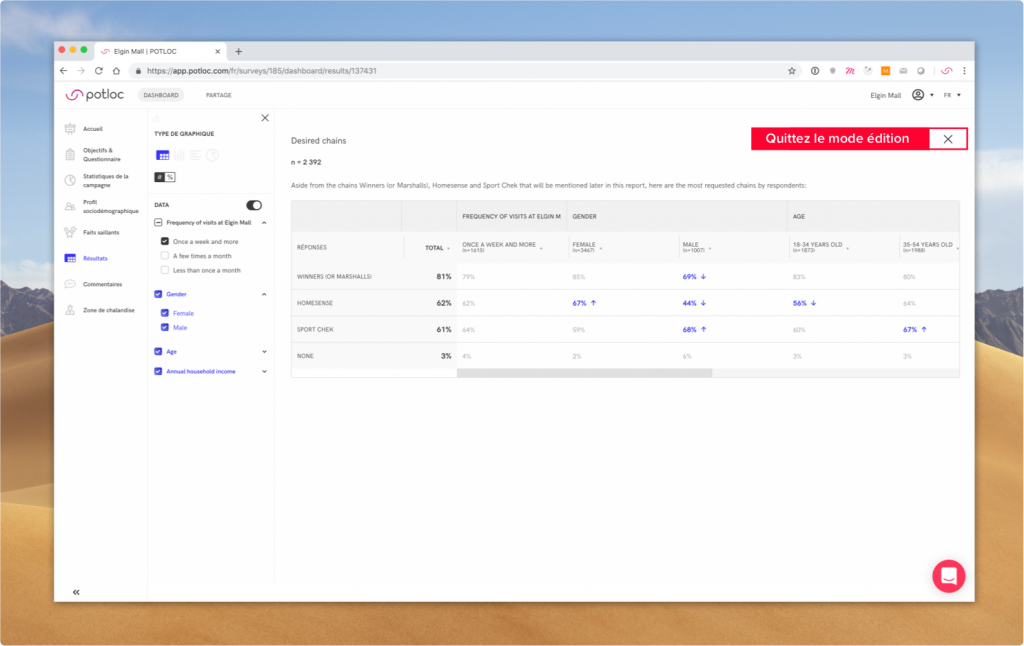 Elgin Mall | POTLOC
https://app.potloc.com/fr/surveys/185/dashboard/results/137431
potloc
DASHBOARD
PARTAGE
Elgin Mall
FR
Accueil
Objectifs &
Questionnaire
Statistiques de la
campagne
Profil
sociodémographique
Faits saillants
Résultats
Commentaires
Zone de chalandise
TYPE DE GRAPHIQUE
# %
DATA
Frequency of visits at Elgin Mall
Once a week and more
A few times a month
Less than once a month
Gender
Female
Male
Age
Annual household income
Quittez le mode édition
Desired chains
n = 2 392
Aside from the chains Winners (or Marshalls), Homesense and Sport Chek that will be mentioned later in this report, here are the most requested chains by respondents:
FREQUENCY OF VISITS AT ELGIN M GENDER AGE
RÉPONSES TOTAL ONCE A WEEK AND MORE FEMALE MALE 18-34 YEARS OLD 35-54 YEARS OLD
(n=1615) (n=3467) (n=1007) (n=1873) (n=1988)
WINNERS (OR MARSHALLS) 81% 79% 85% 69% ↓ 83% 80%
HOMESENSE 62% 62% 67% ↑ 44% ↓ 56% ↓ 64%
SPORT CHEK 61% 64% 59% 68% ↑ 60% 67% ↑
NONE 3% 4% 2% 6% 3% 3%